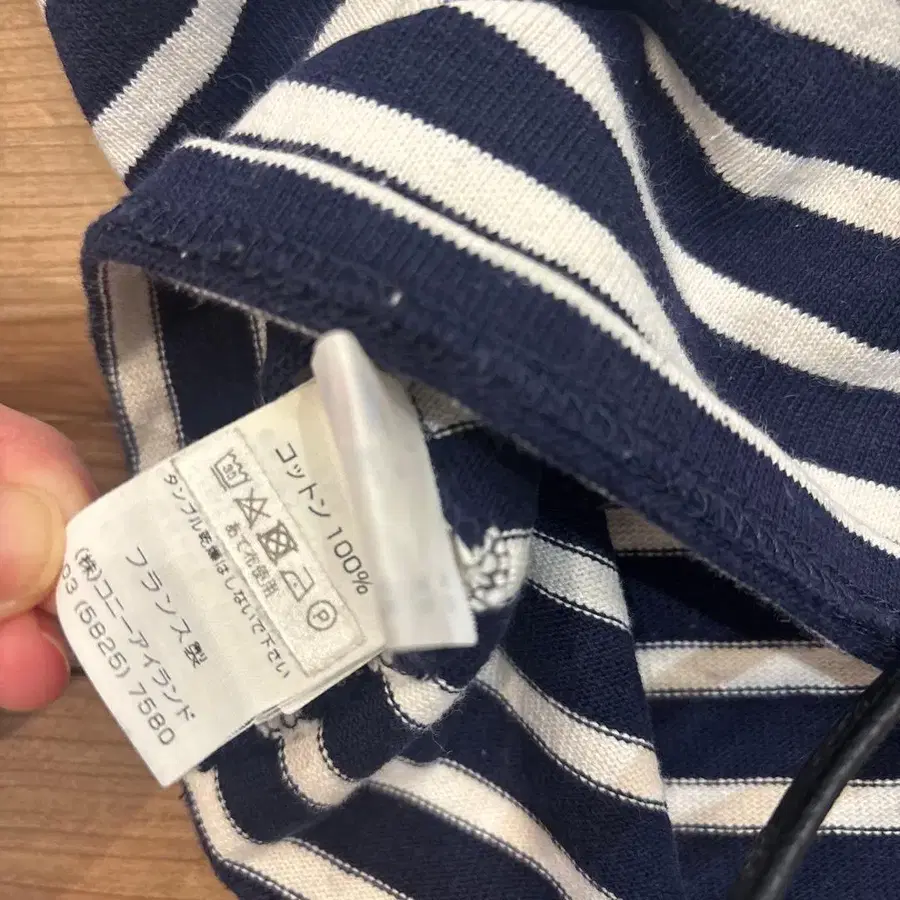 コットン 100%
30
あて布使用
P
タンブル乾燥はしないで下さい
フランス製
(株)コニーアイランド
03 (5825) 7580